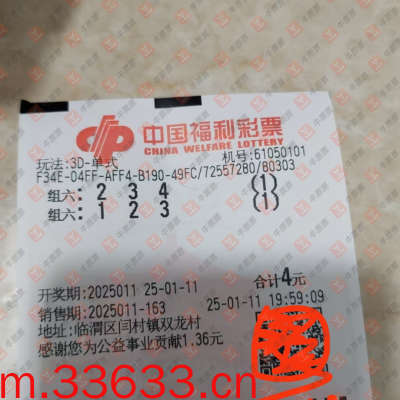 中国福利彩票
CHINA WELFARE LOTTERY
玩法:3D-单式 机号:61050101
F34E-04FF-AFF4-B190-49FC/72557280/80303
组六: 2 3 4 (1)
组六: 1 2 3 (1)
开奖期:2025011 25-01-11 合计4元
销售期:2025011-163 25-01-11 19:59:09
地址:临渭区闫村镇双龙村
感谢您为公益事业贡献1.36元
m.33633.cn